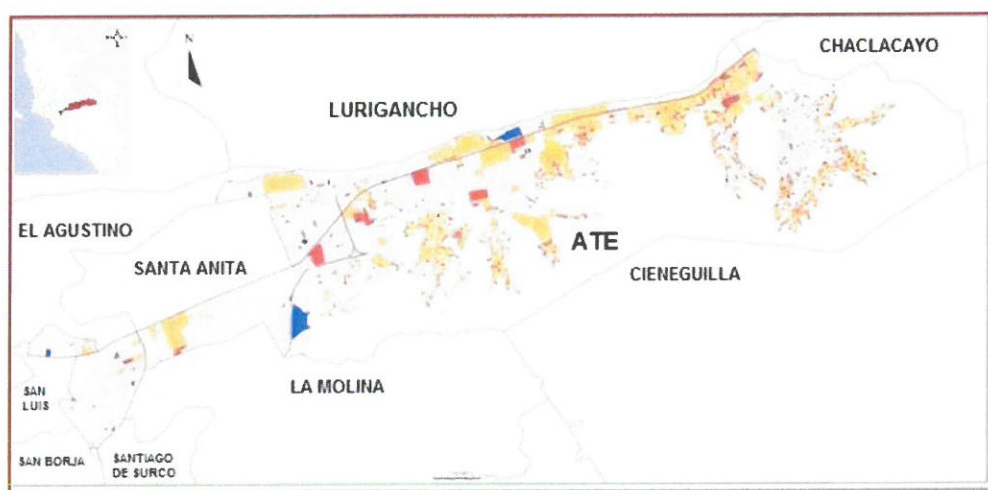 N
CHACLACAYO
LURIGANCHO
EL AGUSTINO
ATE
SANTA ANITA
CIENEGUILLA
LA MOLINA
SAN
LUIS
SAN BORJA
SANTIAGO
DE SURCO